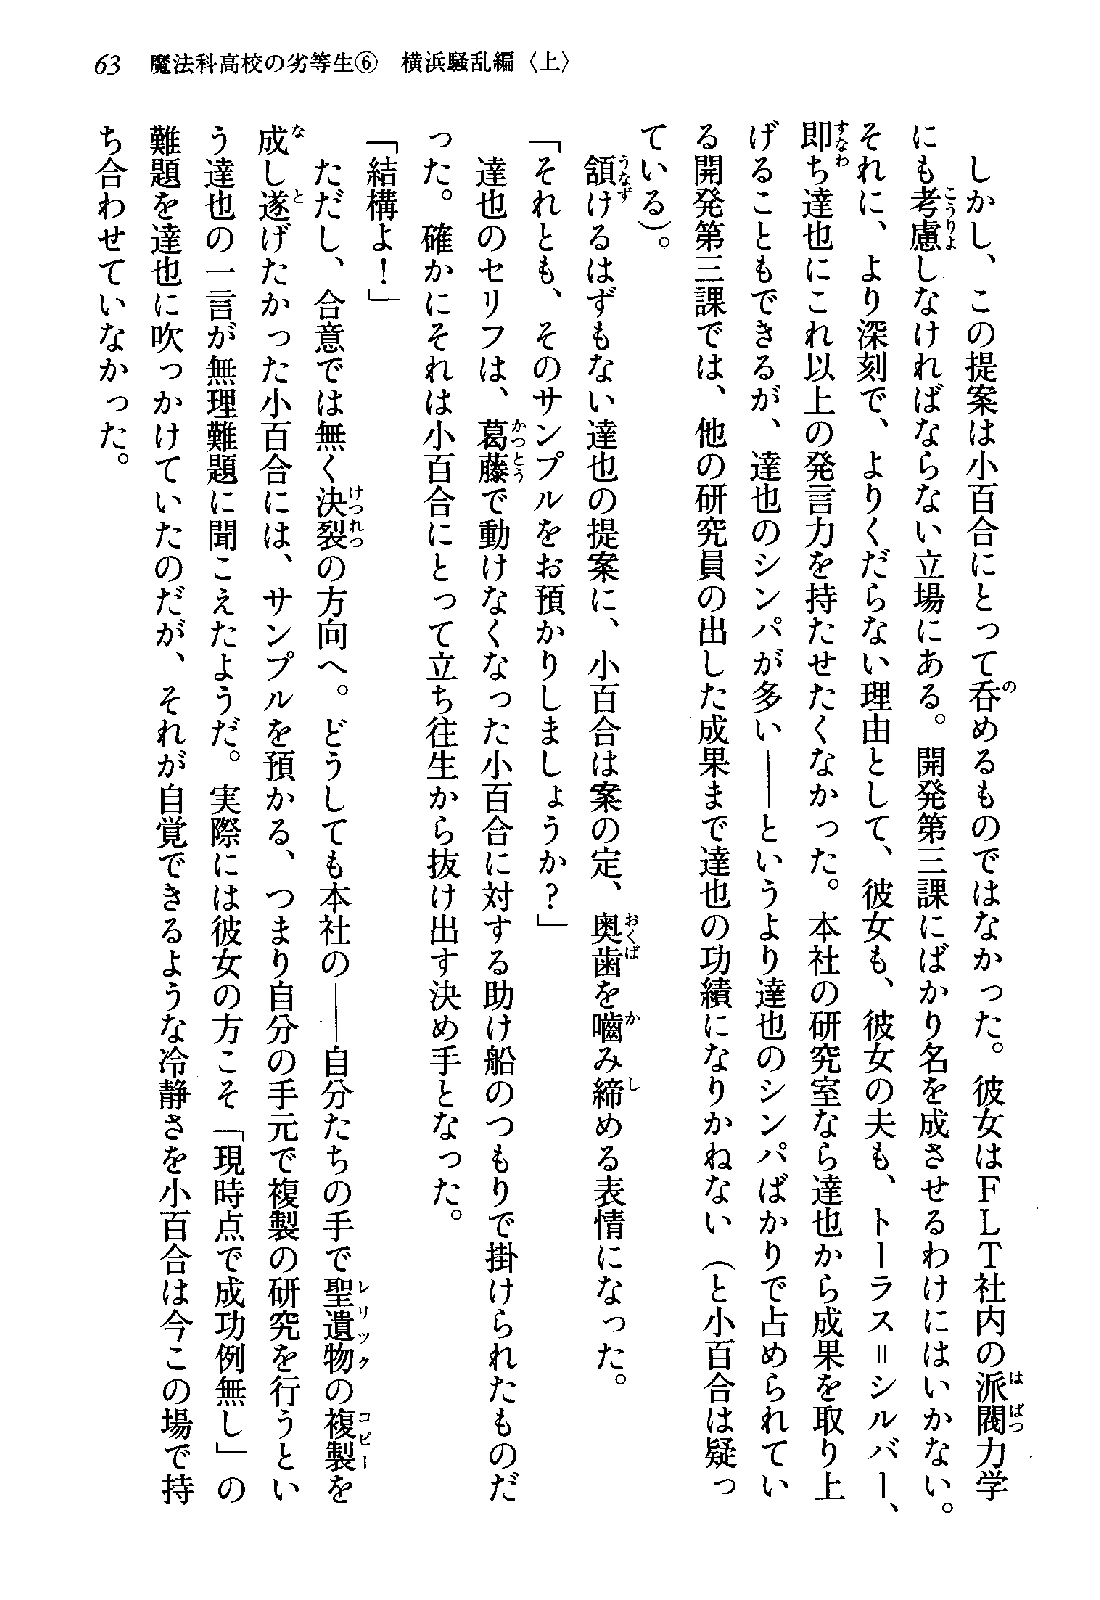 63　魔法科高校の劣等生⑥　横浜騒乱編〈上〉
　しかし、この提案は小百合にとって呑めるものではなかった。彼女はＦＬＴ社内の派閥力学
にも考慮しなければならない立場にある。開発第三課にばかり名を成させるわけにはいかない。
それに、より深刻で、よりくだらない理由として、彼女も、彼女の夫も、トーラス＝シルバー、
即ち達也にこれ以上の発言力を持たせたくなかった。本社の研究室なら達也から成果を取り上
げることもできるが、達也のシンパが多い――というより達也のシンパばかりで占められてい
る開発第三課では、他の研究員の出した成果まで達也の功績になりかねない（と小百合は疑っ
ている）。
　頷けるはずもない達也の提案に、小百合は案の定、奥歯を嚙み締める表情になった。
「それとも、そのサンプルをお預かりしましょうか？」
　達也のセリフは、葛藤で動けなくなった小百合に対する助け船のつもりで掛けられたものだ
った。確かにそれは小百合にとって立ち往生から抜け出す決め手となった。
「結構よ！」
　ただし、合意では無く決裂の方向へ。どうしても本社の――自分たちの手で聖遺物の複製を
成し遂げたかった小百合には、サンプルを預かる、つまり自分の手元で複製の研究を行うとい
う達也の一言が無理難題に聞こえたようだ。実際には彼女の方こそ「現時点で成功例無し」の
難題を達也に吹っかけていたのだが、それが自覚できるような冷静さを小百合は今この場で持
ち合わせていなかった。